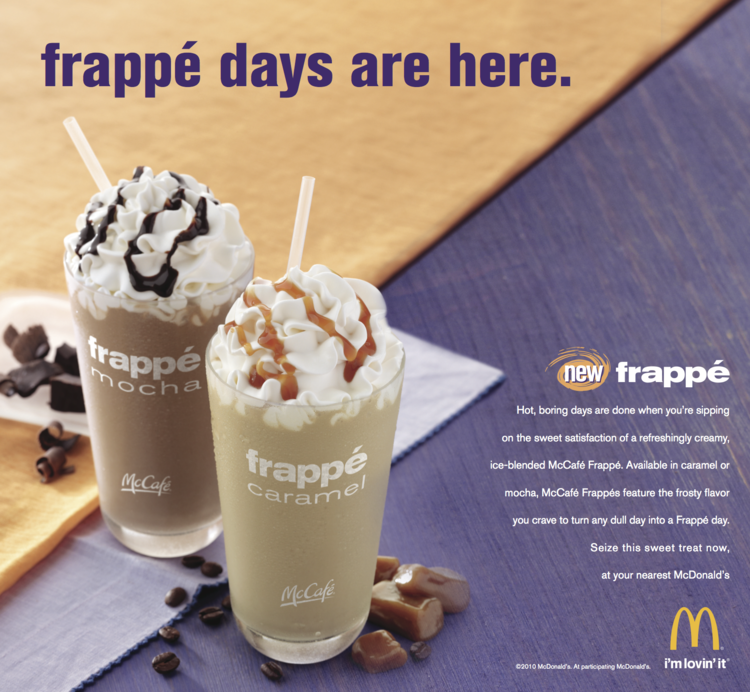 frappé days are here.
frappé
mocha
McCafé
frappé
caramel
McCafé
new frappé
Hot, boring days are done when you're sipping
on the sweet satisfaction of a refreshingly creamy,
ice-blended McCafé Frappé. Available in caramel or
mocha, McCafé Frappés feature the frosty flavor
you crave to turn any dull day into a Frappé day.
Seize this sweet treat now,
at your nearest McDonald's
©2010 McDonald's. At participating McDonald's.
M
i'm lovin' it®